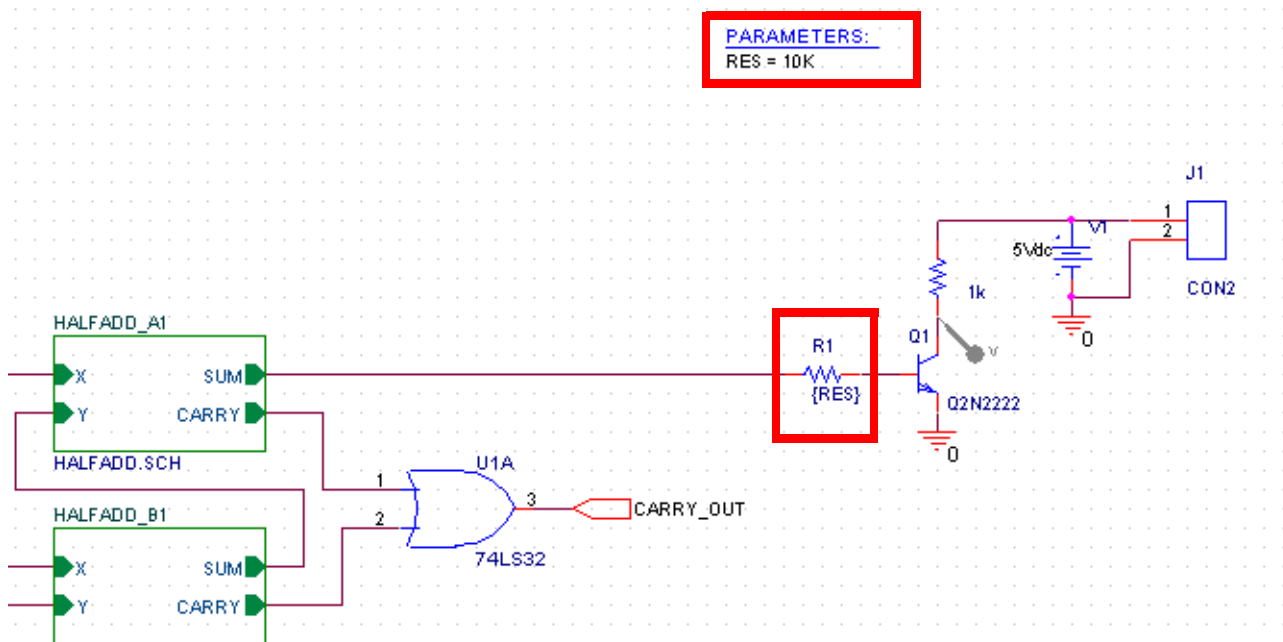 PARAMETERS:
RES = 10K
J1
1
2
V1
5Vdc
1k
CON2
0
HALFADD_A1
R1
Q1
V
X
SUM
{RES}
Q2N2222
Y
CARRY
0
HALFADD.SCH
U1A
1
3
CARRY_OUT
2
HALFADD_B1
74LS32
X
SUM
Y
CARRY